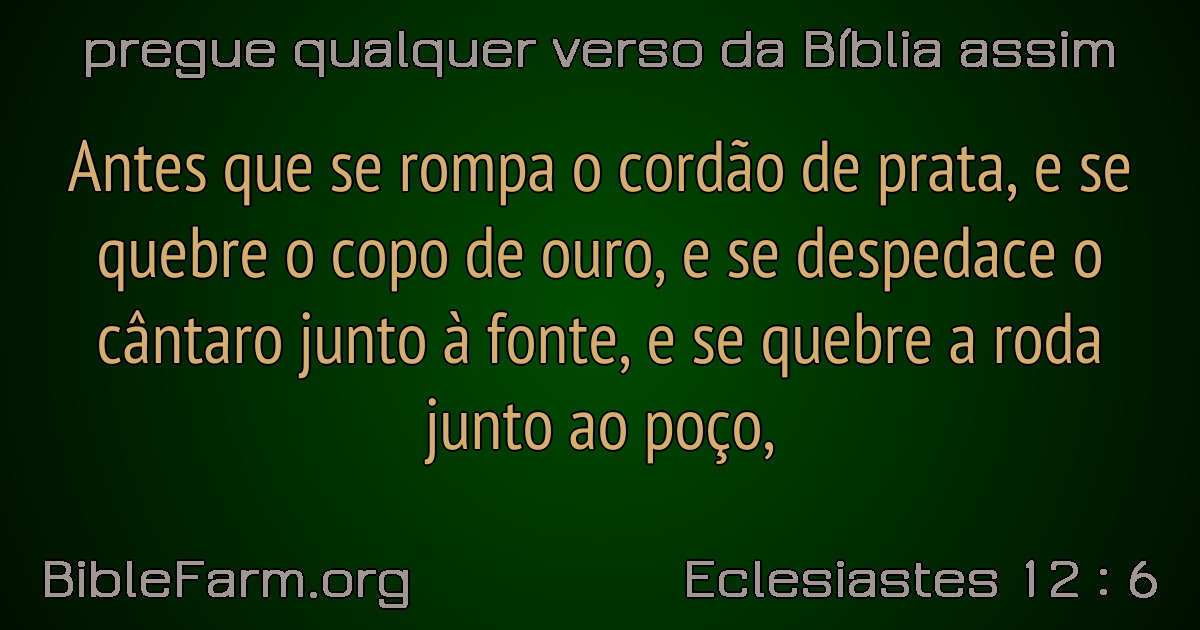 pregue qualquer verso da Bíblia assim
Antes que se rompa o cordão de prata, e se
quebre o copo de ouro, e se despedace o
cântaro junto à fonte, e se quebre a roda
junto ao poço,
BibleFarm.org
Eclesiastes 12 : 6